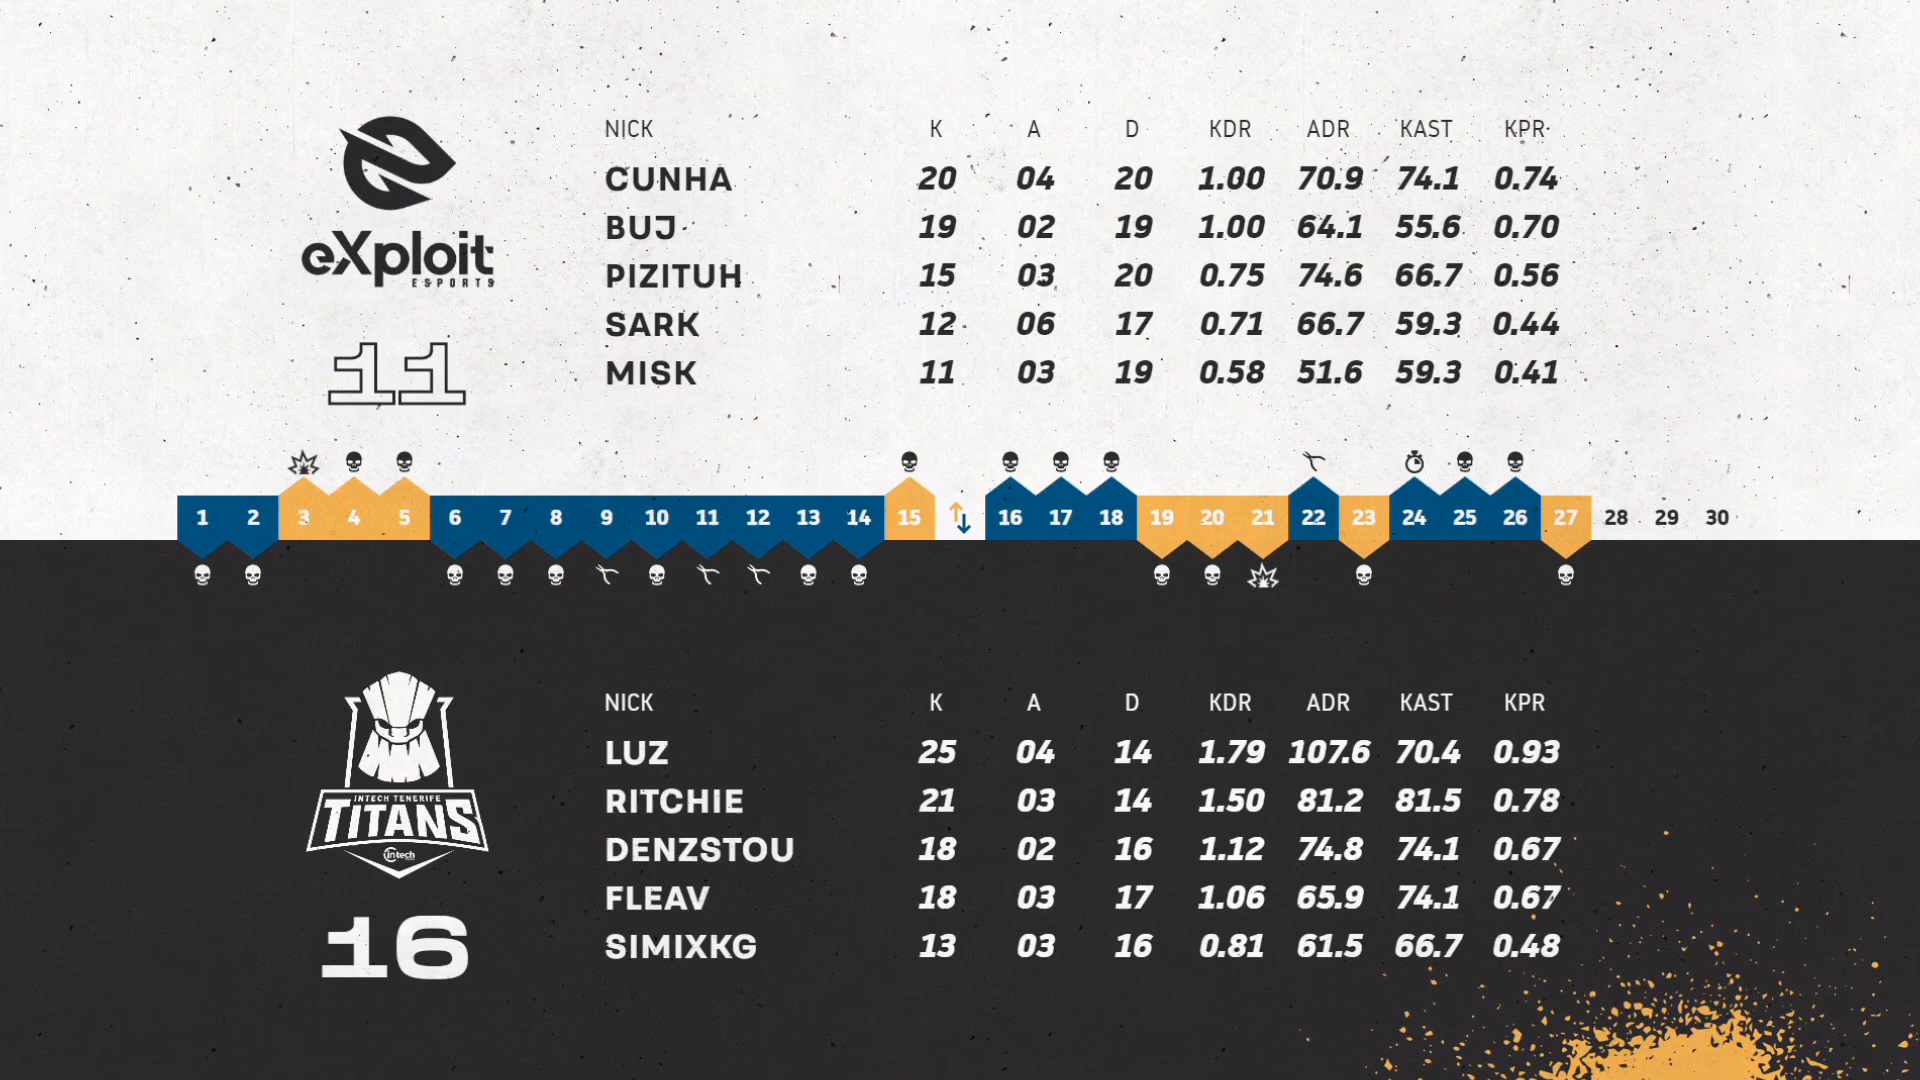 eXploit
ESPORTS
11
NICK K A D KDR ADR KAST KPR
CUNHA 20 04 20 1.00 70.9 74.1 0.74
BUJ 19 02 19 1.00 64.1 55.6 0.70
PIZITUH 15 03 20 0.75 74.6 66.7 0.56
SARK 12 06 17 0.71 66.7 59.3 0.44
MISK 11 03 19 0.58 51.6 59.3 0.41
1 2 3 4 5 6 7 8 9 10 11 12 13 14 15 16 17 18 19 20 21 22 23 24 25 26 27 28 29 30
INTECH TENERIFE
TITANS
intech
16
NICK K A D KDR ADR KAST KPR
LUZ 25 04 14 1.79 107.6 70.4 0.93
RITCHIE 21 03 14 1.50 81.2 81.5 0.78
DENZSTOU 18 02 16 1.12 74.8 74.1 0.67
FLEAV 18 03 17 1.06 65.9 74.1 0.67
SIMIXKG 13 03 16 0.81 61.5 66.7 0.48